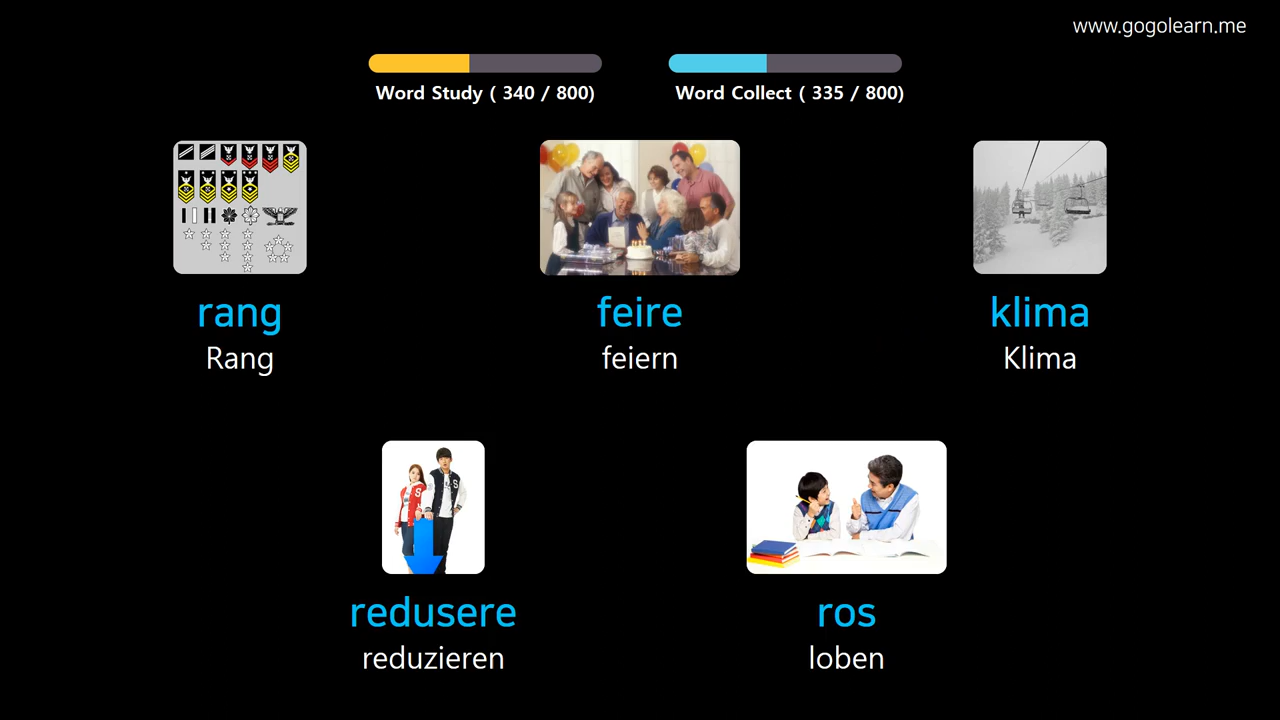 www.gogolearn.me
Word Study ( 340 / 800)
Word Collect ( 335 / 800)
rang
Rang
feire
feiern
klima
Klima
redusere
reduzieren
ros
loben